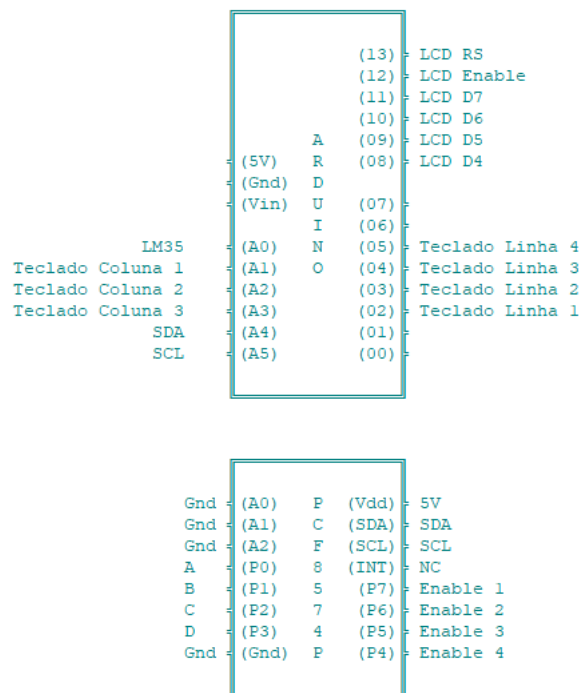 (13) LCD RS
(12) LCD Enable
(11) LCD D7
(10) LCD D6
A (09) LCD D5
(5V) R (08) LCD D4
(Gnd) D
(Vin) U (07)
I (06)
LM35 (A0) N (05) Teclado Linha 4
Teclado Coluna 1 (A1) O (04) Teclado Linha 3
Teclado Coluna 2 (A2) (03) Teclado Linha 2
Teclado Coluna 3 (A3) (02) Teclado Linha 1
SDA (A4) (01)
SCL (A5) (00)
Gnd (A0) P (Vdd) 5V
Gnd (A1) C (SDA) SDA
Gnd (A2) F (SCL) SCL
A (P0) 8 (INT) NC
B (P1) 5 (P7) Enable 1
C (P2) 7 (P6) Enable 2
D (P3) 4 (P5) Enable 3
Gnd (Gnd) P (P4) Enable 4